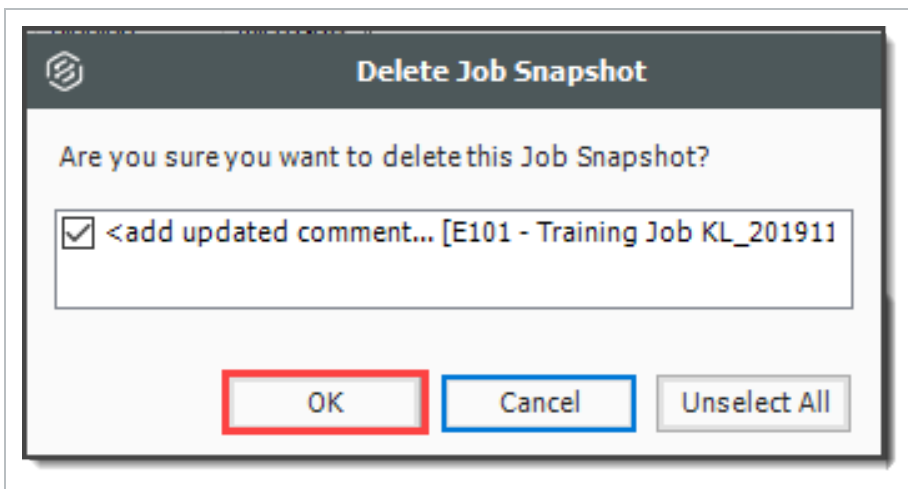 Delete Job Snapshot
Are you sure you want to delete this Job Snapshot?
<add updated comment... [E101 - Training Job KL_201911
OK
Cancel
Unselect All